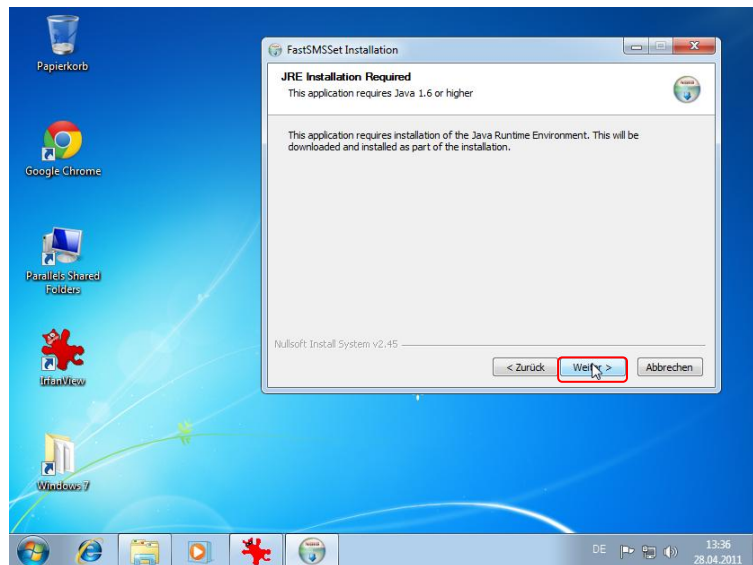 Papierkorb
Google Chrome
Parallels Shared
Folders
IrfanView
Windows 7
FastSMSSet Installation
JRE Installation Required
This application requires Java 1.6 or higher
This application requires installation of the Java Runtime Environment. This will be
downloaded and installed as part of the installation.
Nullsoft Install System v2.45
< Zurück
Weiter >
Abbrechen
DE
13:36
28.04.2011